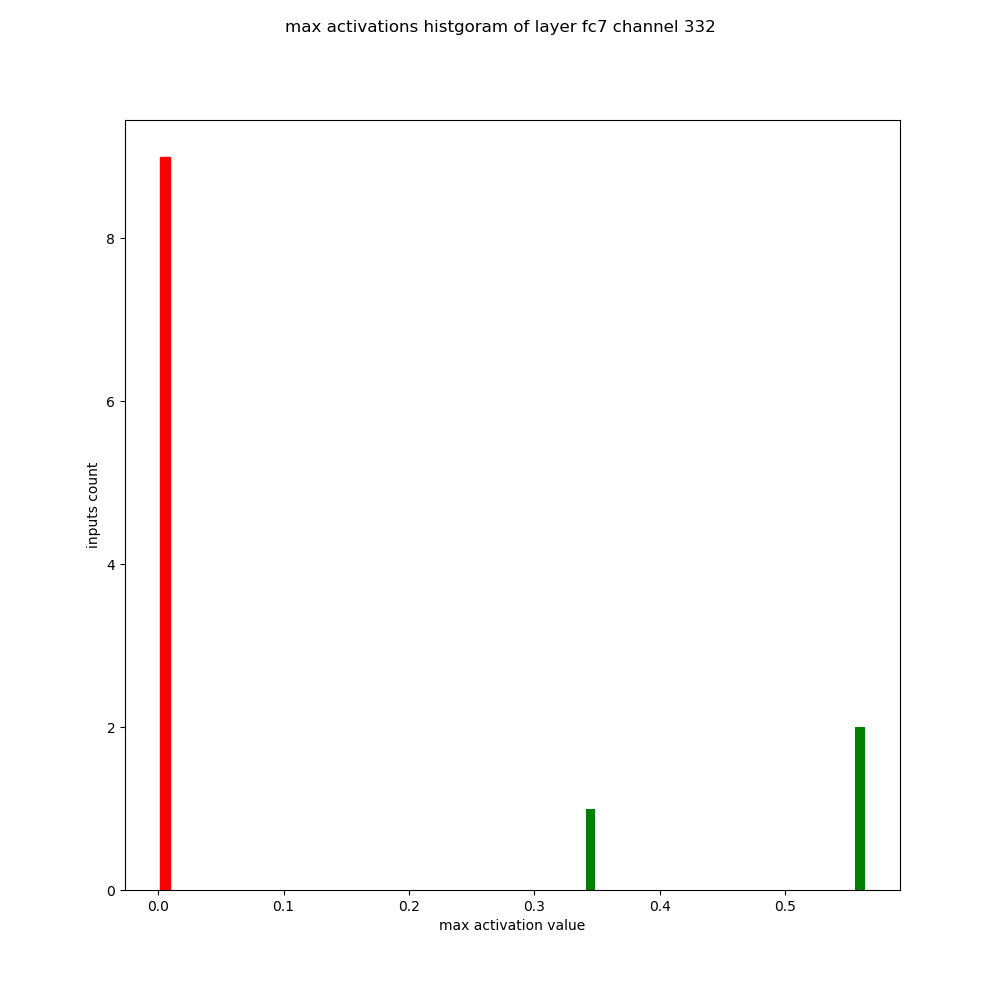 max activations histgoram of layer fc7 channel 332
8
6
4
2
0
inputs count
0.0 0.1 0.2 0.3 0.4 0.5
max activation value